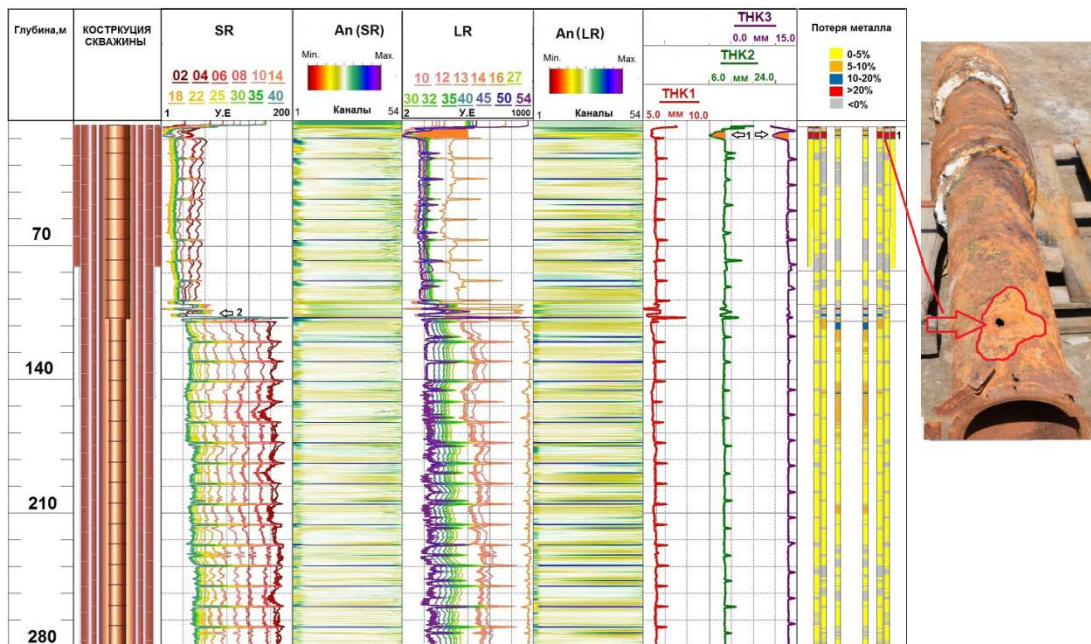 Глубина,м
КОСТРКУЦИЯ
СКВАЖИНЫ
SR
02 04 06 08 10 14
18 22 25 30 35 40
1 У.Е 200
An (SR)
Min. Max.
Каналы
1 54
LR
10 12 13 14 16 27
30 32 35 40 45 50 54
2 У.Е 1000
An (LR)
Min. Max.
Каналы
1 54
THK3
0.0 мм 15.0
THK2
6.0 мм 24.0
THK1
5.0 мм 10.0
Потеря металла
0-5%
5-10%
10-20%
>20%
<0%
1
1
70
2
140
210
280